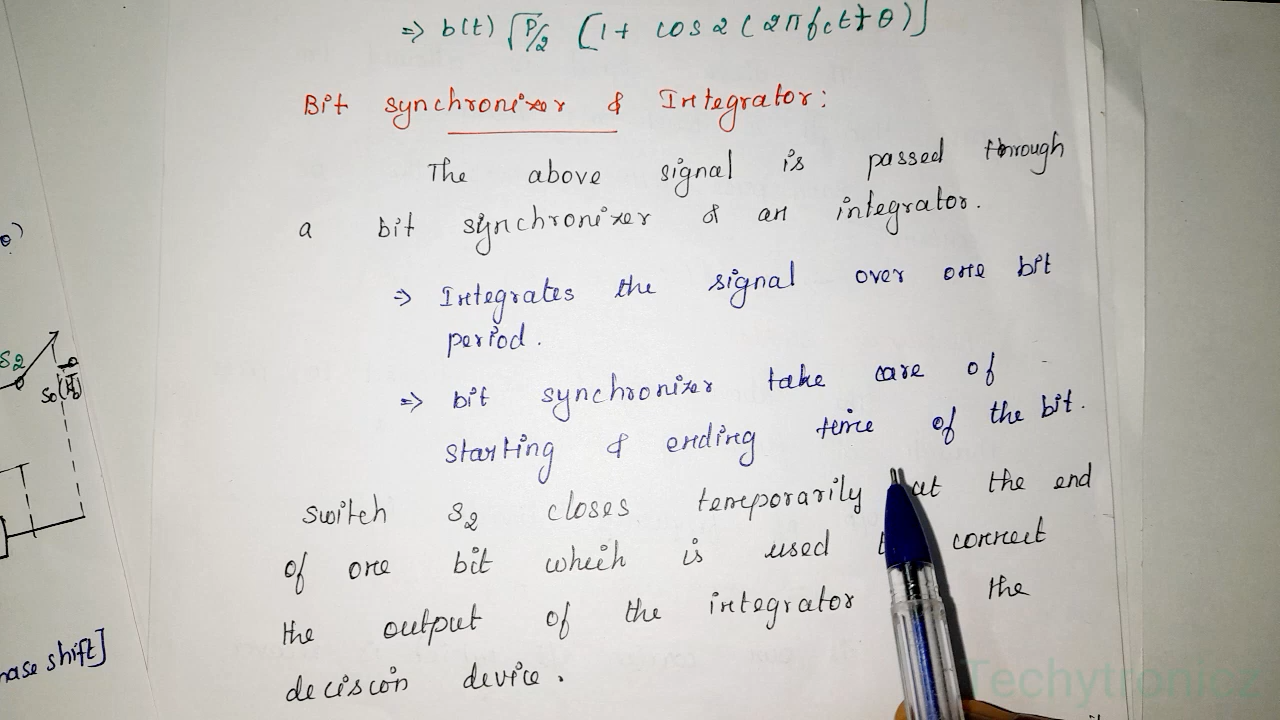 ⇒ b(t) √P/2 [1+ cos 2 (2πfct + θ)]
Bit synchronizer & Integrator:
The above signal is passed through
a bit synchronizer & an integrator.
⇒ Integrates the signal over one bit
period.
⇒ bit synchronizer take care of
starting & ending time of the bit.
switch S2 closes temporarily at the end
of one bit which is used connect
the output of the integrator the
decision device.
θ)
S2
hase shift]
Techytronicz